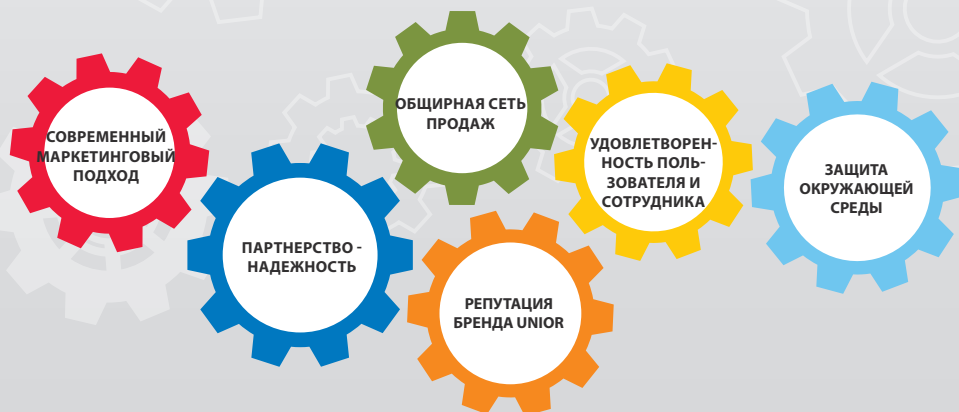 СОВРЕМЕННЫЙ
МАРКЕТИНГОВЫЙ
ПОДХОД
ПАРТНЕРСТВО -
НАДЕЖНОСТЬ
ОБЩИРНАЯ СЕТЬ
ПРОДАЖ
РЕПУТАЦИЯ
БРЕНДА UNIOR
УДОВЛЕТВОРЕН-
НОСТЬ ПОЛЬ-
ЗОВАТЕЛЯ И
СОТРУДНИКА
ЗАЩИТА
ОКРУЖАЮЩЕЙ
СРЕДЫ